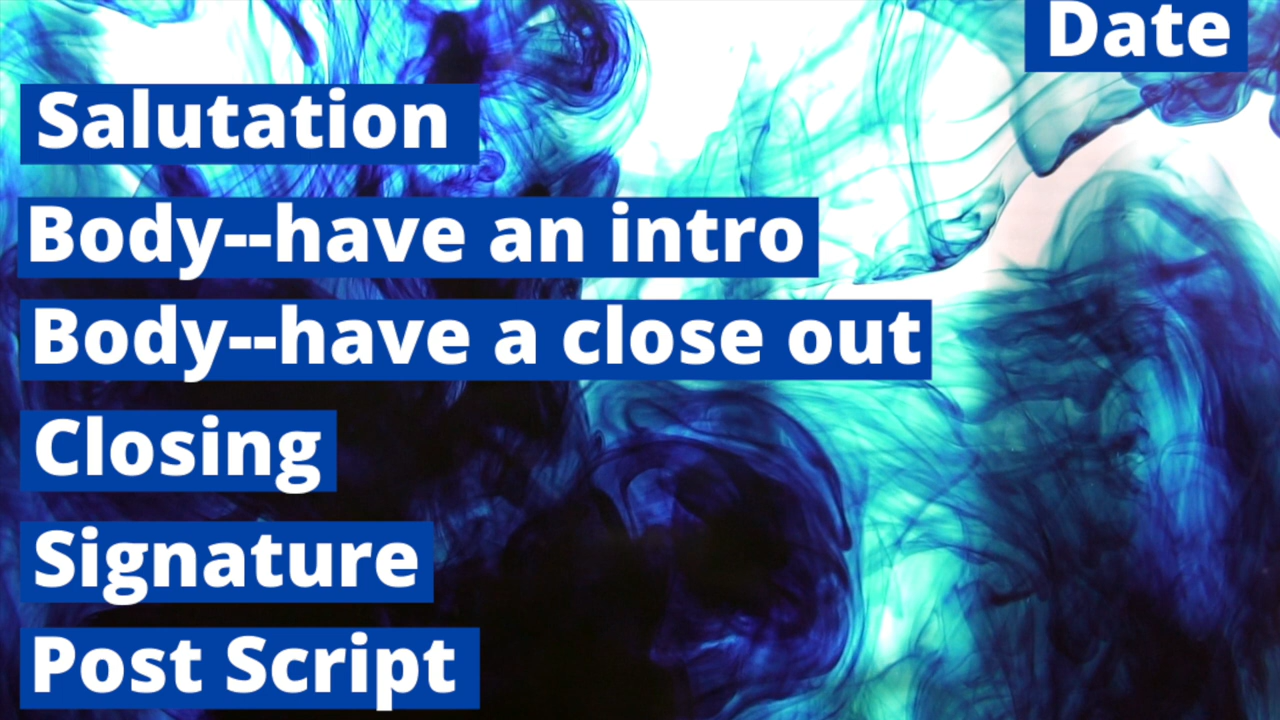 Date
Salutation
Body--have an intro
Body--have a close out
Closing
Signature
Post Script